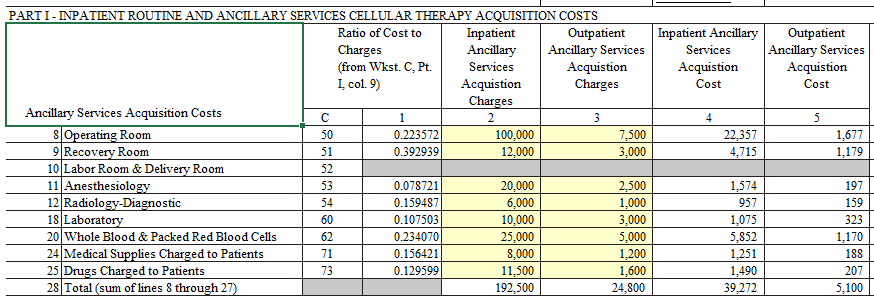 PART I - INPATIENT ROUTINE AND ANCILLARY SERVICES CELLULAR THERAPY ACQUISITION COSTS
Ancillary Services Acquisition Costs
Ratio of Cost to
Charges
(from Wkst. C, Pt.
I, col. 9)
Inpatient
Ancillary
Services
Acquistion
Charges
Outpatient
Ancillary Services
Acquistion
Charges
Inpatient Ancillary
Services
Acquistion
Cost
Outpatient
Ancillary Services
Acquistion
Cost
C 1 2 3 4 5
8 Operating Room 50 0.223572 100,000 7,500 22,357 1,677
9 Recovery Room 51 0.392939 12,000 3,000 4,715 1,179
10 Labor Room & Delivery Room 52
11 Anesthesiology 53 0.078721 20,000 2,500 1,574 197
12 Radiology-Diagnostic 54 0.159487 6,000 1,000 957 159
18 Laboratory 60 0.107503 10,000 3,000 1,075 323
20 Whole Blood & Packed Red Blood Cells 62 0.234070 25,000 5,000 5,852 1,170
24 Medical Supplies Charged to Patients 71 0.156421 8,000 1,200 1,251 188
25 Drugs Charged to Patients 73 0.129599 11,500 1,600 1,490 207
28 Total (sum of lines 8 through 27) 192,500 24,800 39,272 5,100